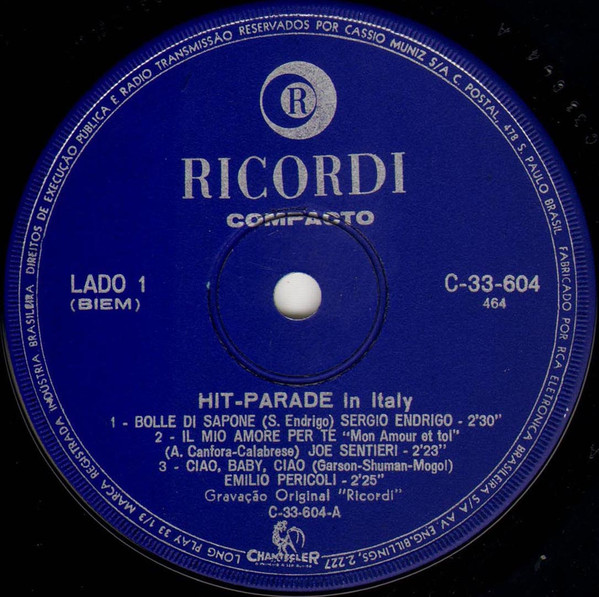 R
RICORDI
COMPACTO
LADO 1
(BIEM)
C-33-604
464
HIT-PARADE in Italy
1 - BOLLE DI SAPONE (S. Endrigo) SERGIO ENDRIGO - 2'30"
2 - IL MIO AMORE PER TE "Mon Amour et toi"
(A. Canfora-Calabrese) JOE SENTIERI - 2'23"
3 - CIAO, BABY, CIAO (Garson-Shuman-Mogol)
EMILIO PERICOLI - 2'25"
Gravação Original "Ricordi"
C-33-604-A
CHANTECLER
LONG PLAY 33 1/3 MARCA REGISTRADA INDÚSTRIA BRASILEIRA DIREITOS DE EXECUÇÃO PÚBLICA E RADIO TRANSMISSÃO RESERVADOS POR CASSIO MUNIZ S/A C. POSTAL, 478 S. PAULO BRASIL FABRICADO POR RCA ELETRONICA BRASILEIRA S/A AV. ENG. BILLINGS, 2.227